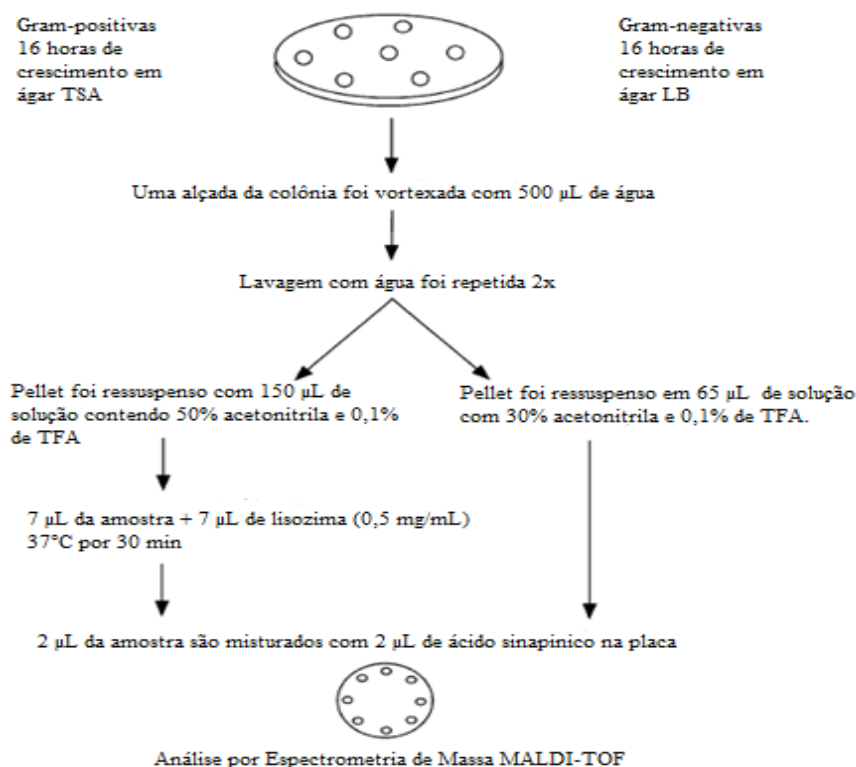 Gram-positivas
16 horas de
crescimento em
ágar TSA
Gram-negativas
16 horas de
crescimento em
ágar LB
Uma alçada da colônia foi vortexada com 500 µL de água
Lavagem com água foi repetida 2x
Pellet foi ressuspenso com 150 µL de
solução contendo 50% acetonitrila e 0,1%
de TFA
Pellet foi ressuspenso em 65 µL de solução
com 30% acetonitrila e 0,1% de TFA.
7 µL da amostra + 7 µL de lisozima (0,5 mg/mL)
37°C por 30 min
2 µL da amostra são misturados com 2 µL de ácido sinapinico na placa
Análise por Espectrometria de Massa MALDI-TOF